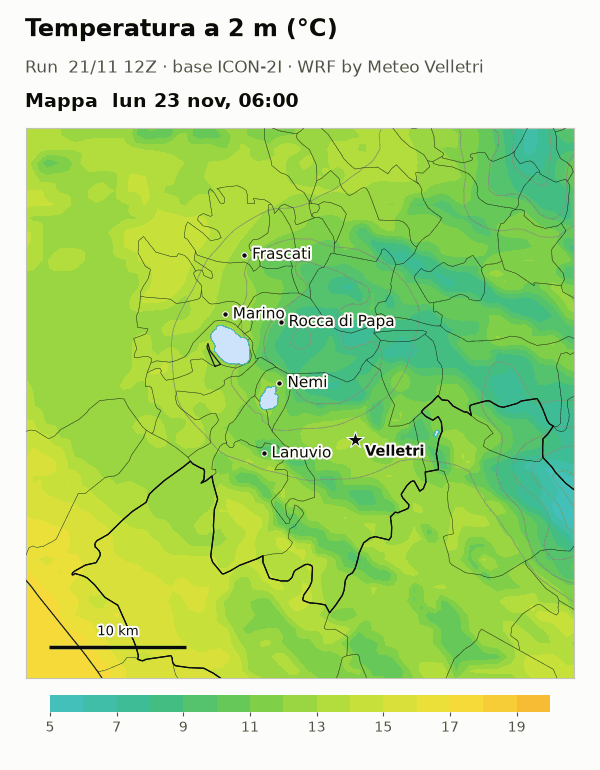 Temperatura a 2 m (°C)
Run  21/11 12Z · base ICON-2I · WRF by Meteo Velletri
Mappa  lun 23 nov, 06:00
Frascati
Marino
Rocca di Papa
Nemi
Velletri
Lanuvio
10 km
5 7 9 11 13 15 17 19